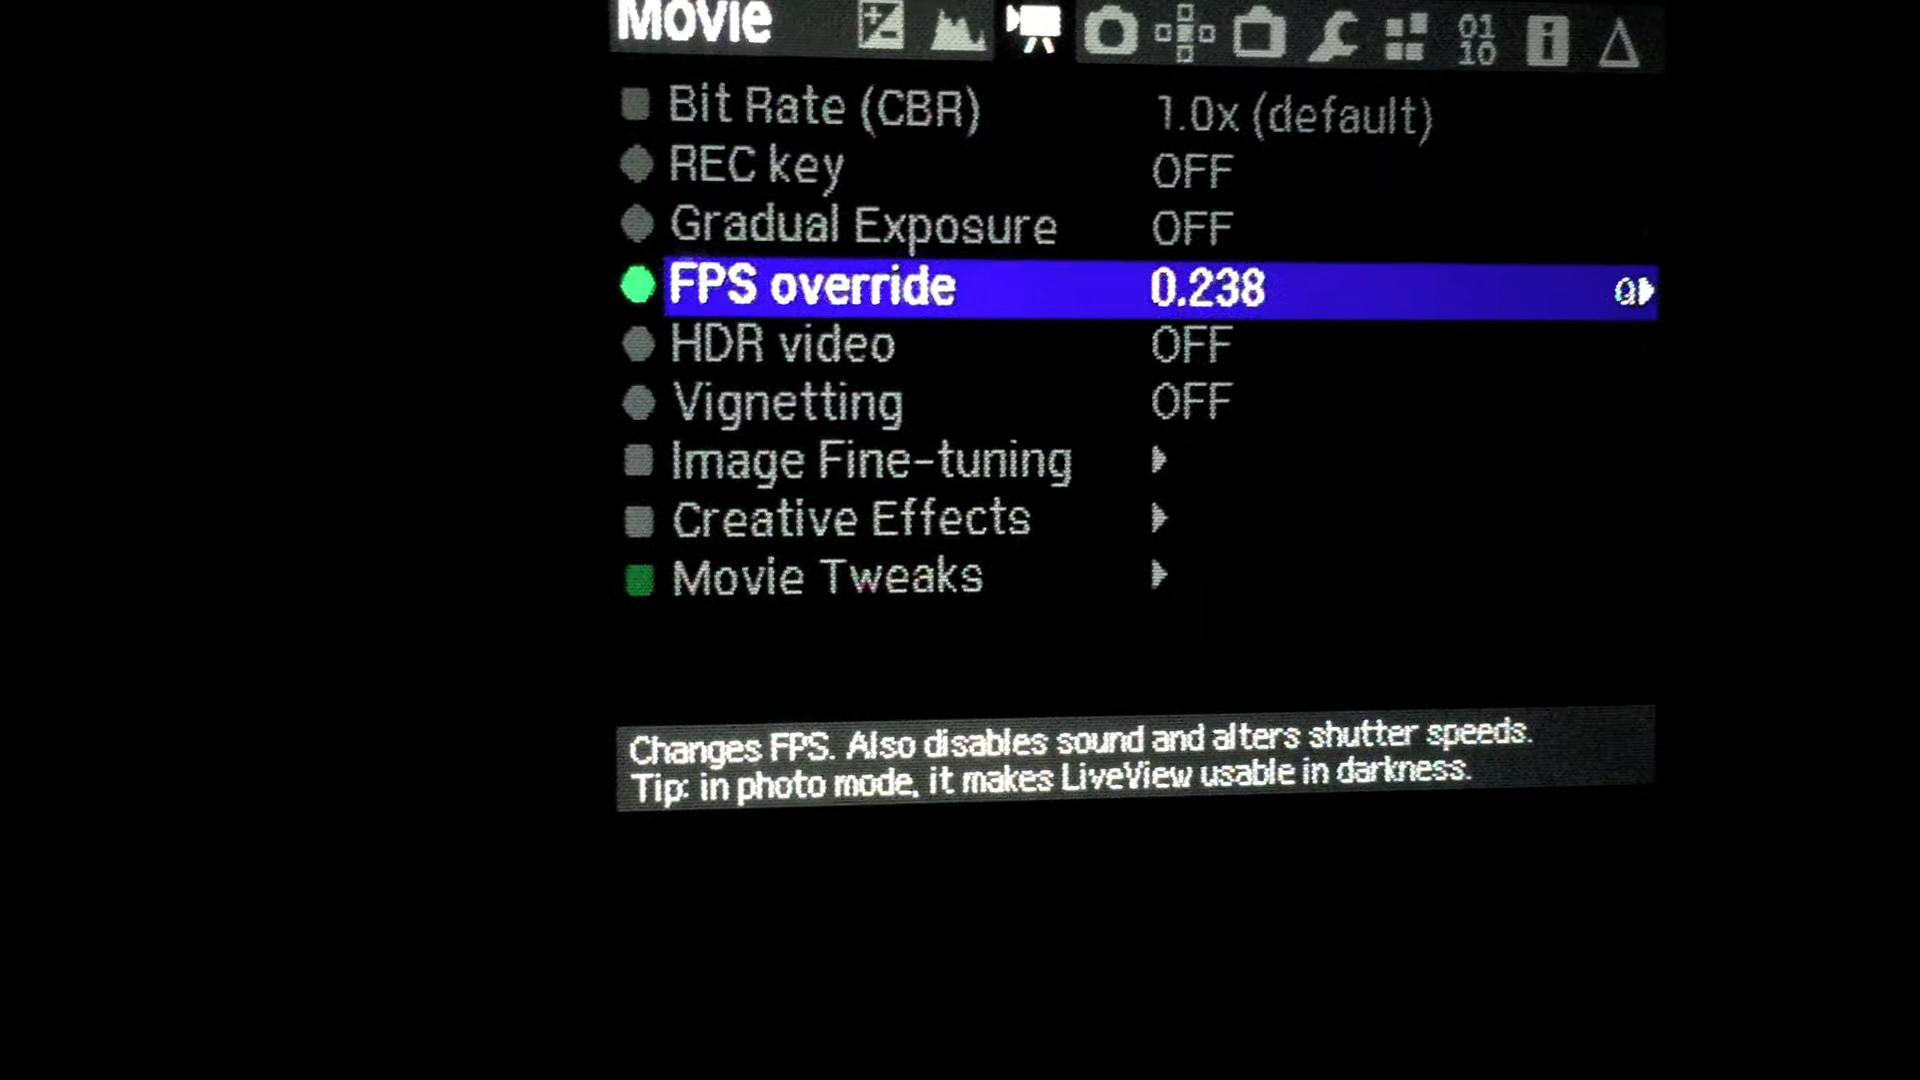 Movie
Bit Rate (CBR) 1.0x (default)
REC key OFF
Gradual Exposure OFF
FPS override 0.238 Q
HDR video OFF
Vignetting OFF
Image Fine-tuning
Creative Effects
Movie Tweaks
Changes FPS. Also disables sound and alters shutter speeds.
Tip: in photo mode, it makes LiveView usable in darkness.